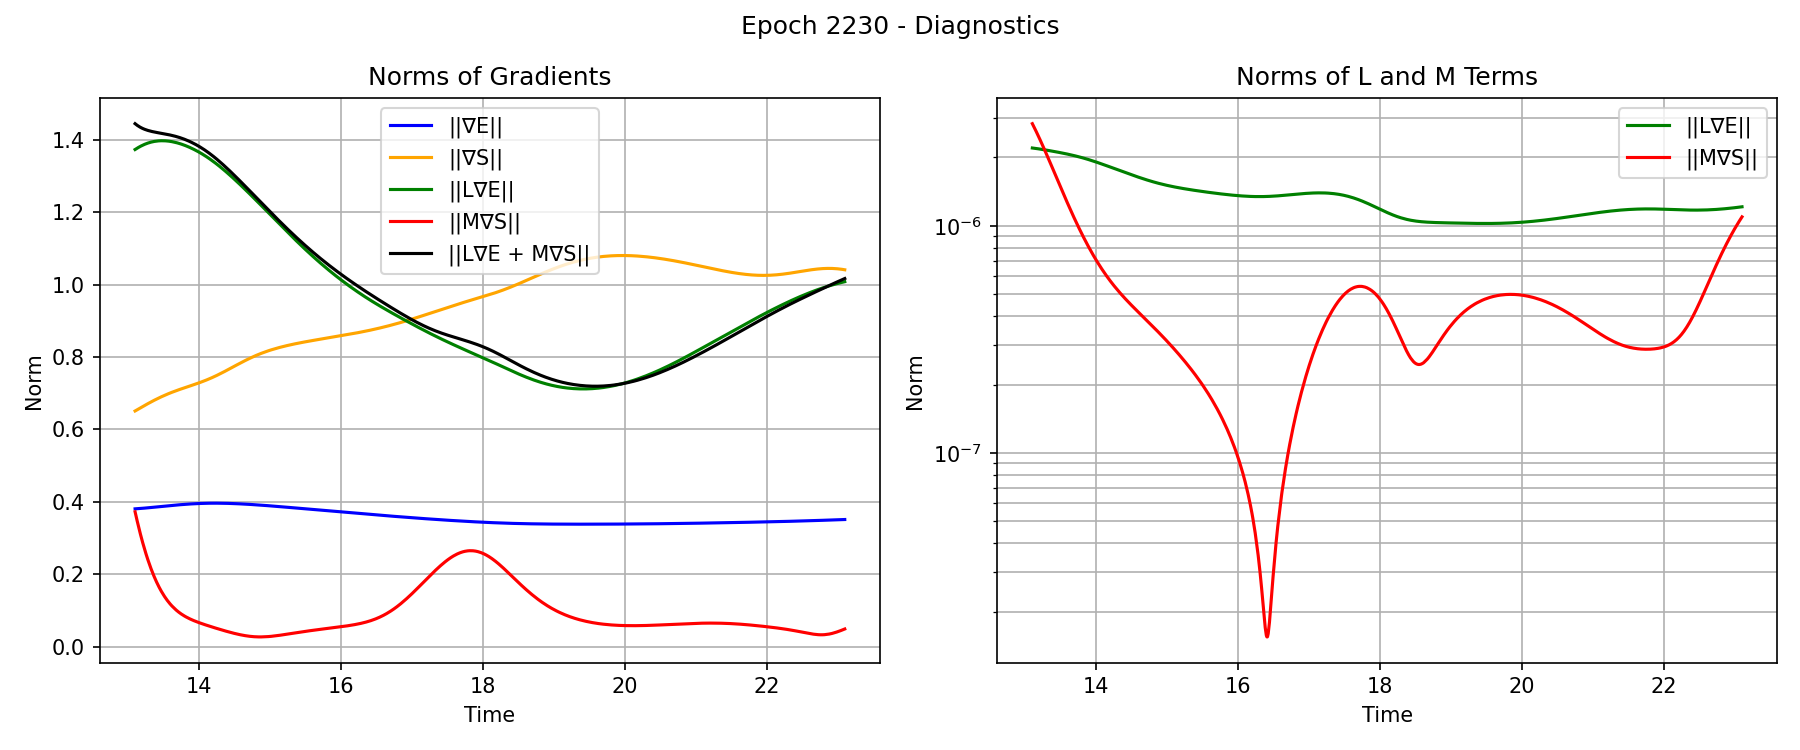 Epoch 2230 - Diagnostics
Norms of Gradients
||∇E||
||∇S||
||L∇E||
||M∇S||
||L∇E + M∇S||
1.4
1.2
1.0
0.8
0.6
0.4
0.2
0.0
Norm
14
16
18
20
22
Time
Norms of L and M Terms
||L∇E||
||M∇S||
10⁻⁶
10⁻⁷
Norm
14
16
18
20
22
Time